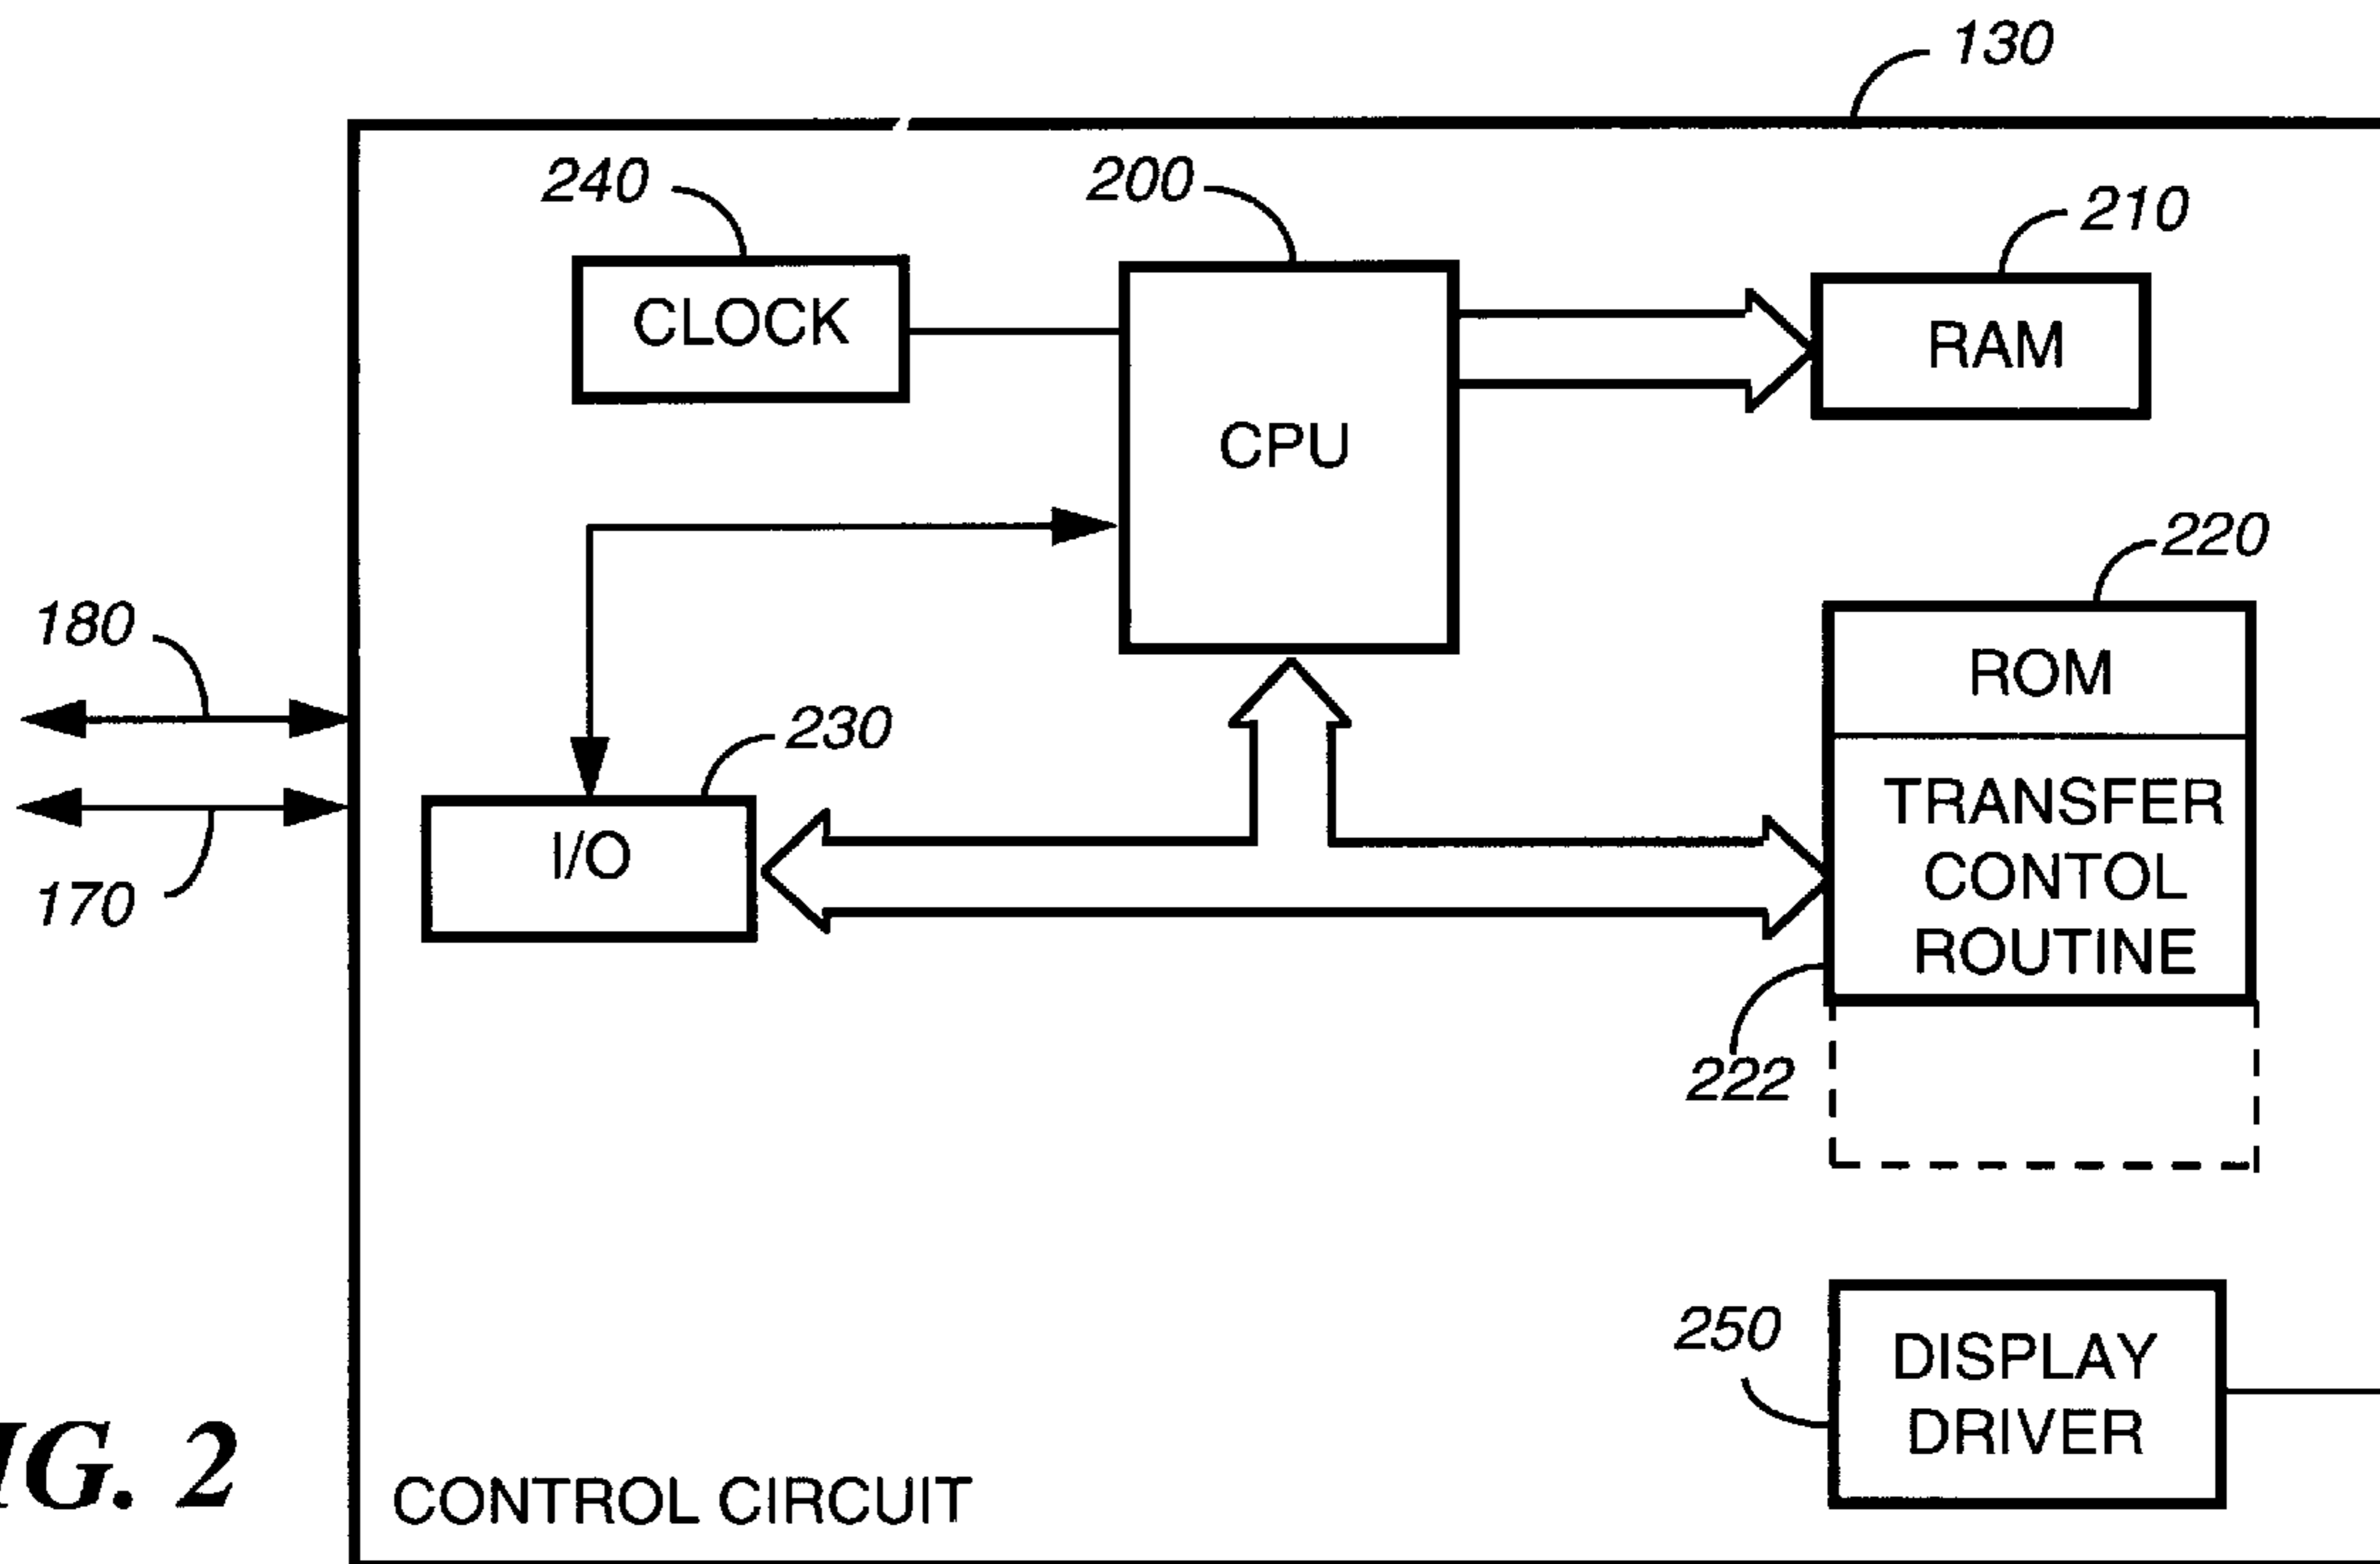 130
240
200
210
CLOCK
RAM
CPU
220
180
ROM
230
TRANSFER
I/O
CONTOL
170
ROUTINE
222
250
DISPLAY
DRIVER
IG. 2
CONTROL CIRCUIT